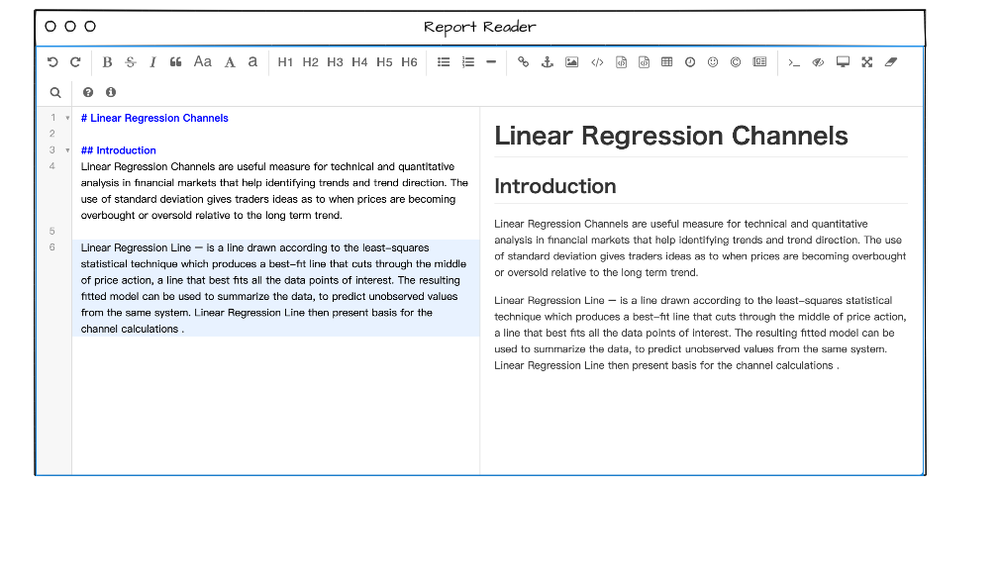 Report Reader
B S I Aa A a H1 H2 H3 H4 H5 H6
1 # Linear Regression Channels
2
3 ## Introduction
4 Linear Regression Channels are useful measure for technical and quantitative
analysis in financial markets that help identifying trends and trend direction. The
use of standard deviation gives traders ideas as to when prices are becoming
overbought or oversold relative to the long term trend.
5
6 Linear Regression Line – is a line drawn according to the least-squares
statistical technique which produces a best-fit line that cuts through the middle
of price action, a line that best fits all the data points of interest. The resulting
fitted model can be used to summarize the data, to predict unobserved values
from the same system. Linear Regression Line then present basis for the
channel calculations .
Linear Regression Channels
Introduction
Linear Regression Channels are useful measure for technical and quantitative
analysis in financial markets that help identifying trends and trend direction. The use
of standard deviation gives traders ideas as to when prices are becoming overbought
or oversold relative to the long term trend.
Linear Regression Line – is a line drawn according to the least-squares statistical
technique which produces a best-fit line that cuts through the middle of price action,
a line that best fits all the data points of interest. The resulting fitted model can be
used to summarize the data, to predict unobserved values from the same system.
Linear Regression Line then present basis for the channel calculations .